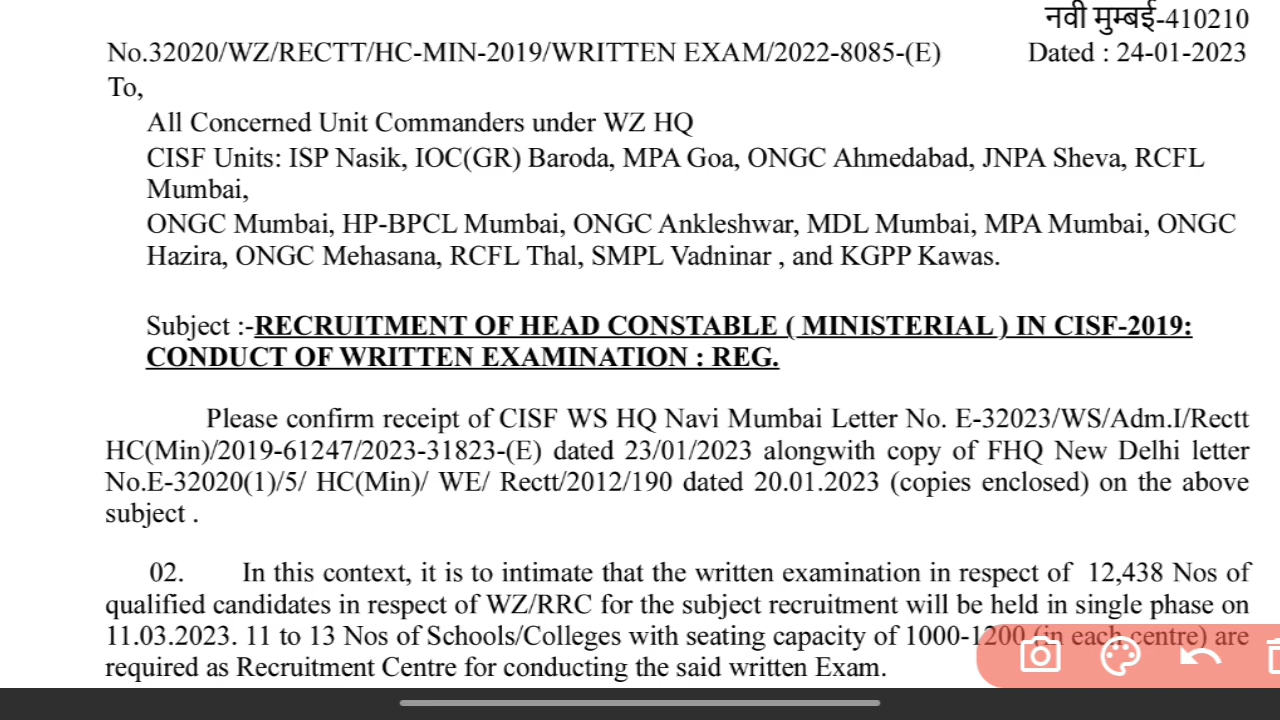 नवी मुम्बई-410210
No.32020/WZ/RECTT/HC-MIN-2019/WRITTEN EXAM/2022-8085-(E) Dated : 24-01-2023
To,
All Concerned Unit Commanders under WZ HQ
CISF Units: ISP Nasik, IOC(GR) Baroda, MPA Goa, ONGC Ahmedabad, JNPA Sheva, RCFL
Mumbai,
ONGC Mumbai, HP-BPCL Mumbai, ONGC Ankleshwar, MDL Mumbai, MPA Mumbai, ONGC
Hazira, ONGC Mehasana, RCFL Thal, SMPL Vadninar , and KGPP Kawas.
Subject :-RECRUITMENT OF HEAD CONSTABLE ( MINISTERIAL ) IN CISF-2019:
CONDUCT OF WRITTEN EXAMINATION : REG.
Please confirm receipt of CISF WS HQ Navi Mumbai Letter No. E-32023/WS/Adm.I/Rectt
HC(Min)/2019-61247/2023-31823-(E) dated 23/01/2023 alongwith copy of FHQ New Delhi letter
No.E-32020(1)/5/ HC(Min)/ WE/ Rectt/2012/190 dated 20.01.2023 (copies enclosed) on the above
subject .
02. In this context, it is to intimate that the written examination in respect of 12,438 Nos of
qualified candidates in respect of WZ/RRC for the subject recruitment will be held in single phase on
11.03.2023. 11 to 13 Nos of Schools/Colleges with seating capacity of 1000-1200 (in each centre) are
required as Recruitment Centre for conducting the said written Exam.